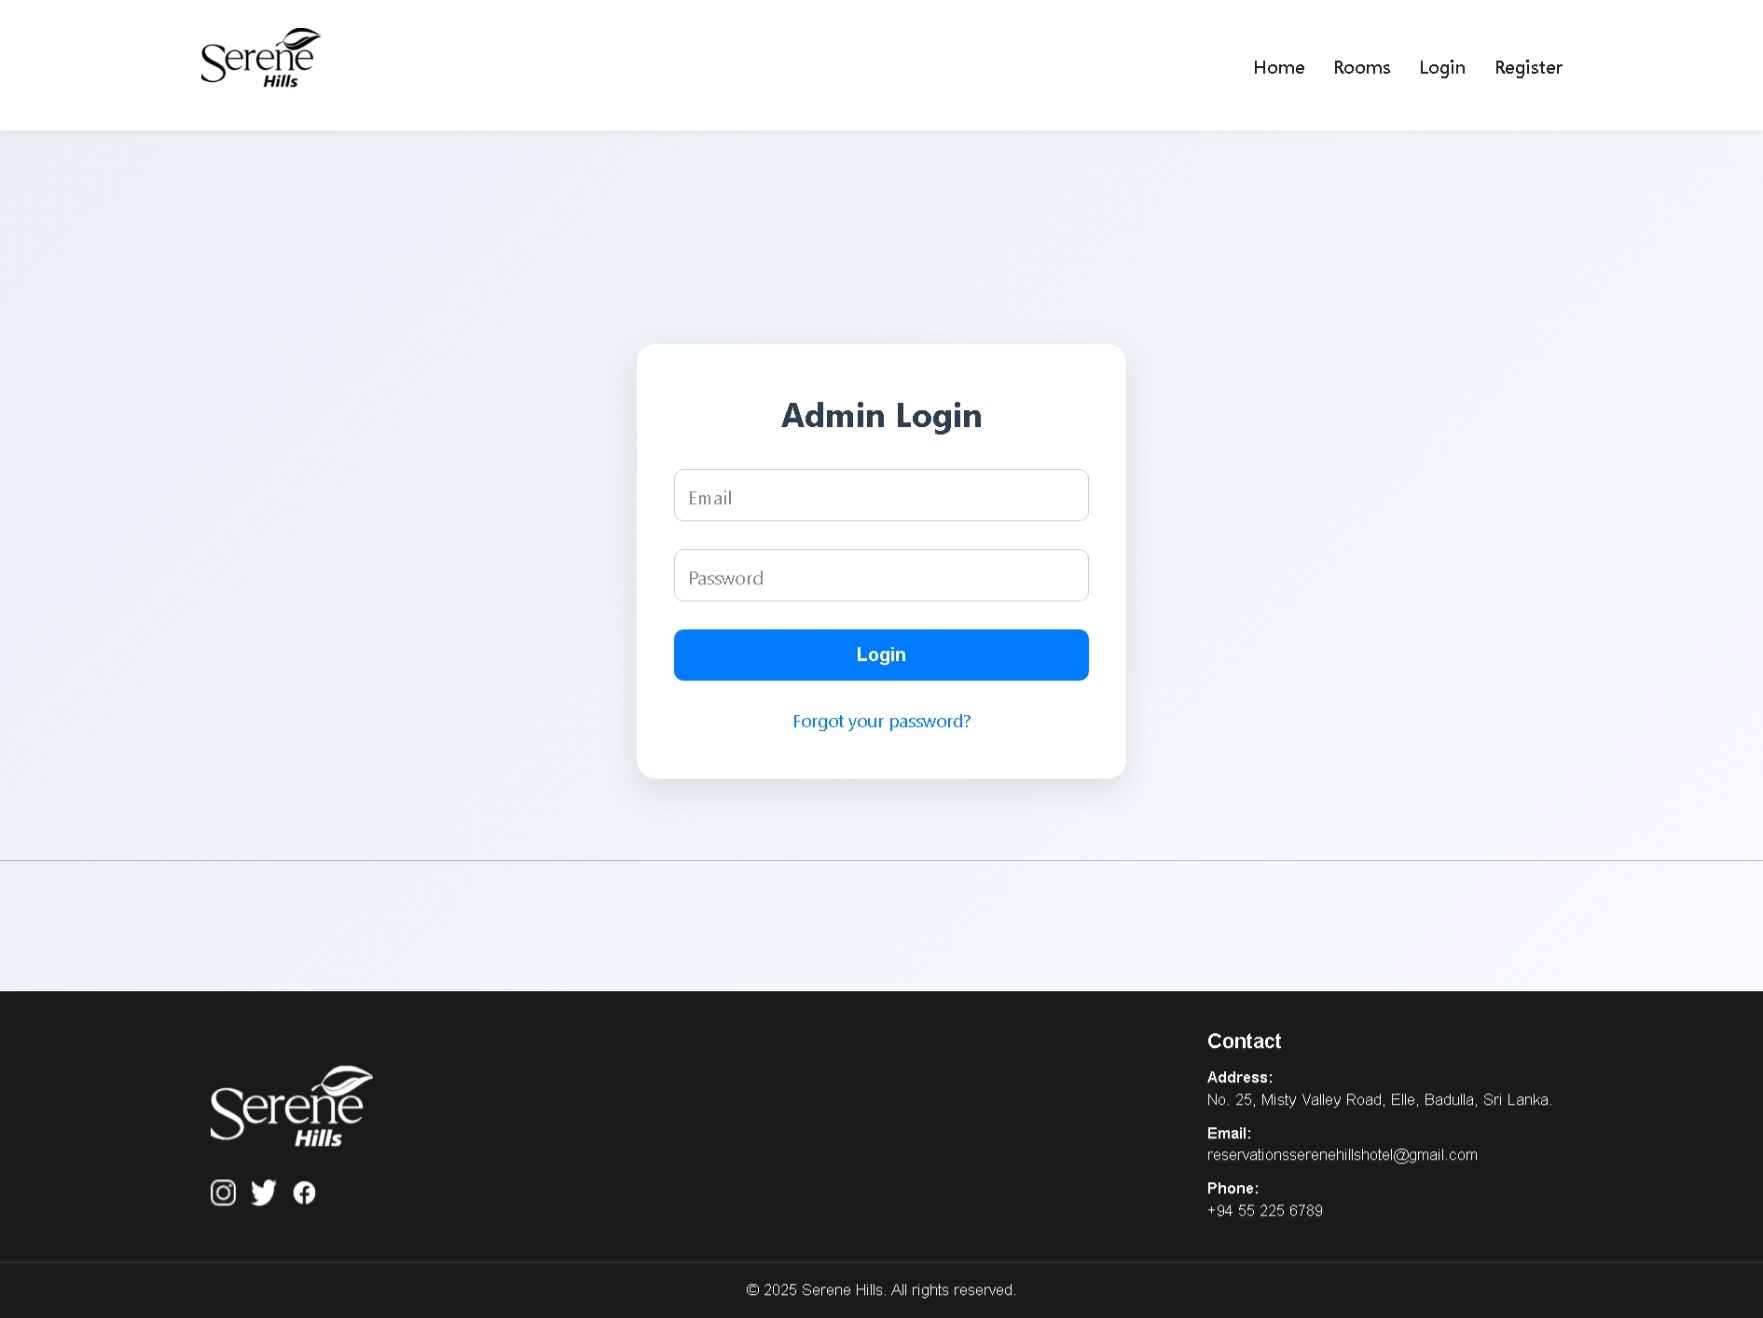 Serene
Hills
Home Rooms Login Register
Admin Login
Email
Password
Login
Forgot your password?
Serene
Hills
Contact
Address:
No. 25, Misty Valley Road, Elle, Badulla, Sri Lanka.
Email:
reservationsserenehillshotel@gmail.com
Phone:
+94 55 225 6789
© 2025 Serene Hills. All rights reserved.